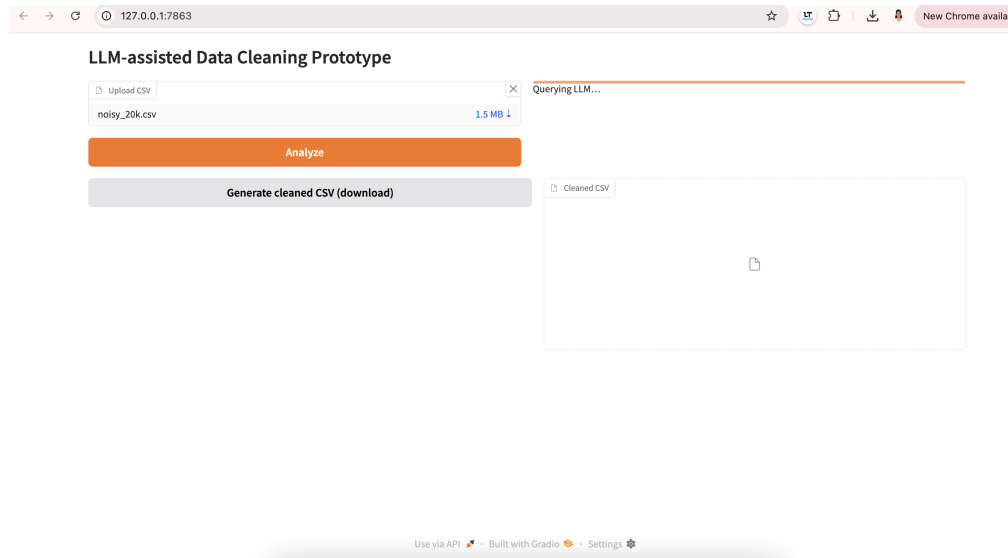 127.0.0.1:7863
New Chrome availa
LLM-assisted Data Cleaning Prototype
Upload CSV
Querying LLM...
noisy_20k.csv 1.5 MB ↓
Analyze
Generate cleaned CSV (download)
Cleaned CSV
Use via API · Built with Gradio · Settings